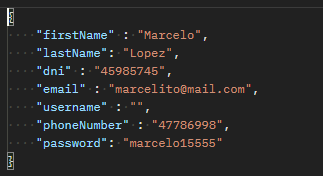 {
"firstName" : "Marcelo",
"lastName": "Lopez",
"dni" : "45985745",
"email" : "marcelito@mail.com",
"username" : "",
"phoneNumber" : "47786998",
"password": "marcelo15555"
}